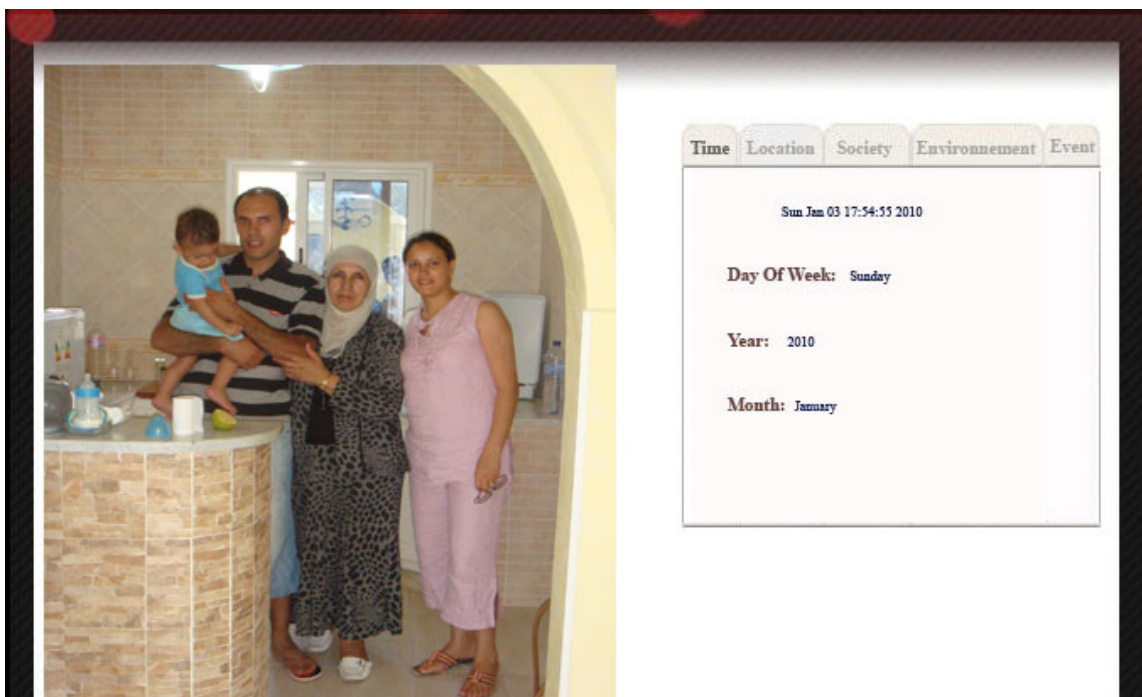 Time Location Society Environnement Event
Sun Jan 03 17:54:55 2010
Day Of Week: Sunday
Year: 2010
Month: January